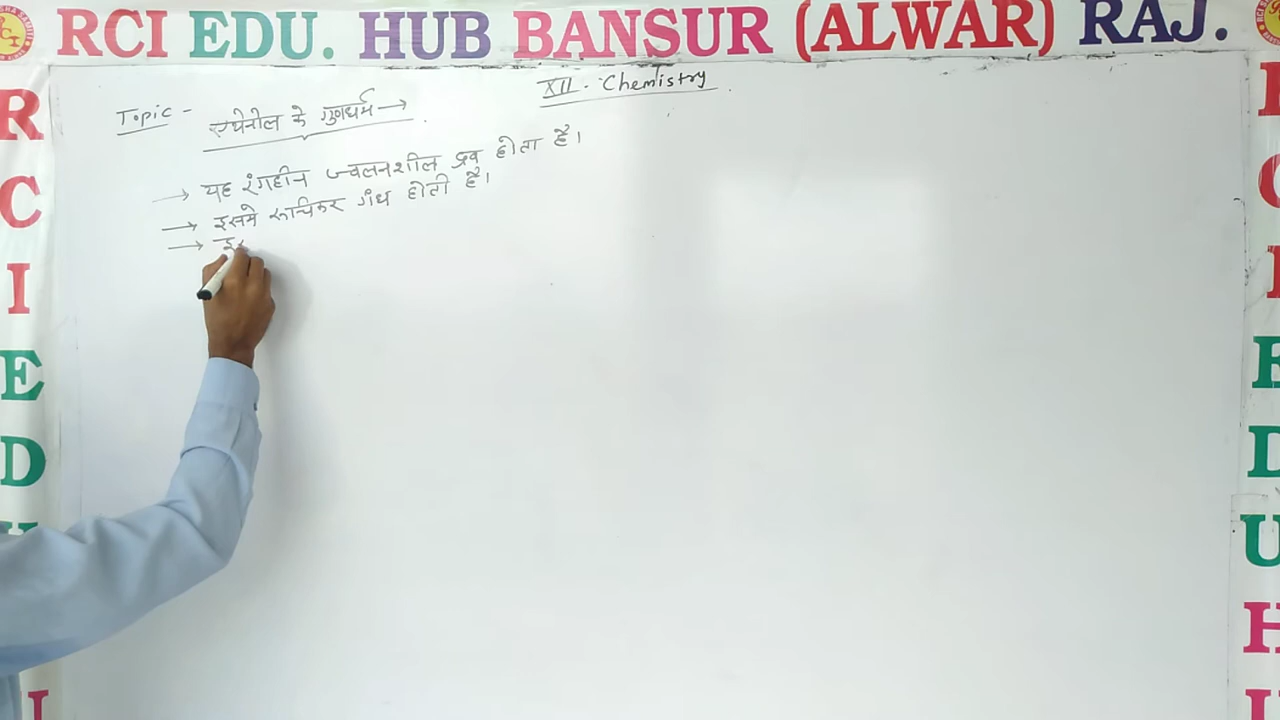 RCI EDU. HUB BANSUR (ALWAR) RAJ.
XII - Chemistry
Topic - एथेनॉल के गुणधर्म →
→ यह रंगहीन ज्वलनशील द्रव होता है।
→ इसमे रूचिकर गंध होती है।
→ इ
R
C
I
E
D
U
I
R
C
I
E
D
U
H
U